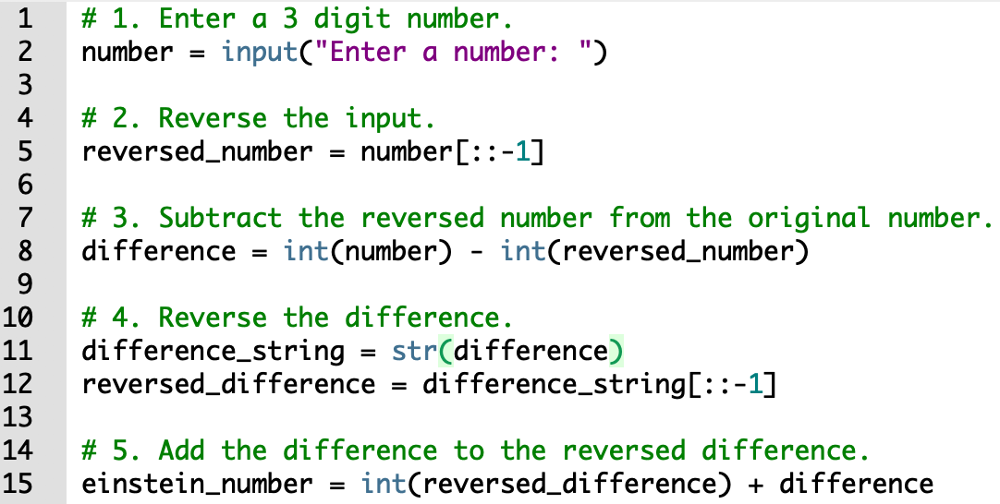 1 # 1. Enter a 3 digit number.
2 number = input("Enter a number: ")
3
4 # 2. Reverse the input.
5 reversed_number = number[::-1]
6
7 # 3. Subtract the reversed number from the original number.
8 difference = int(number) - int(reversed_number)
9
10 # 4. Reverse the difference.
11 difference_string = str(difference)
12 reversed_difference = difference_string[::-1]
13
14 # 5. Add the difference to the reversed difference.
15 einstein_number = int(reversed_difference) + difference